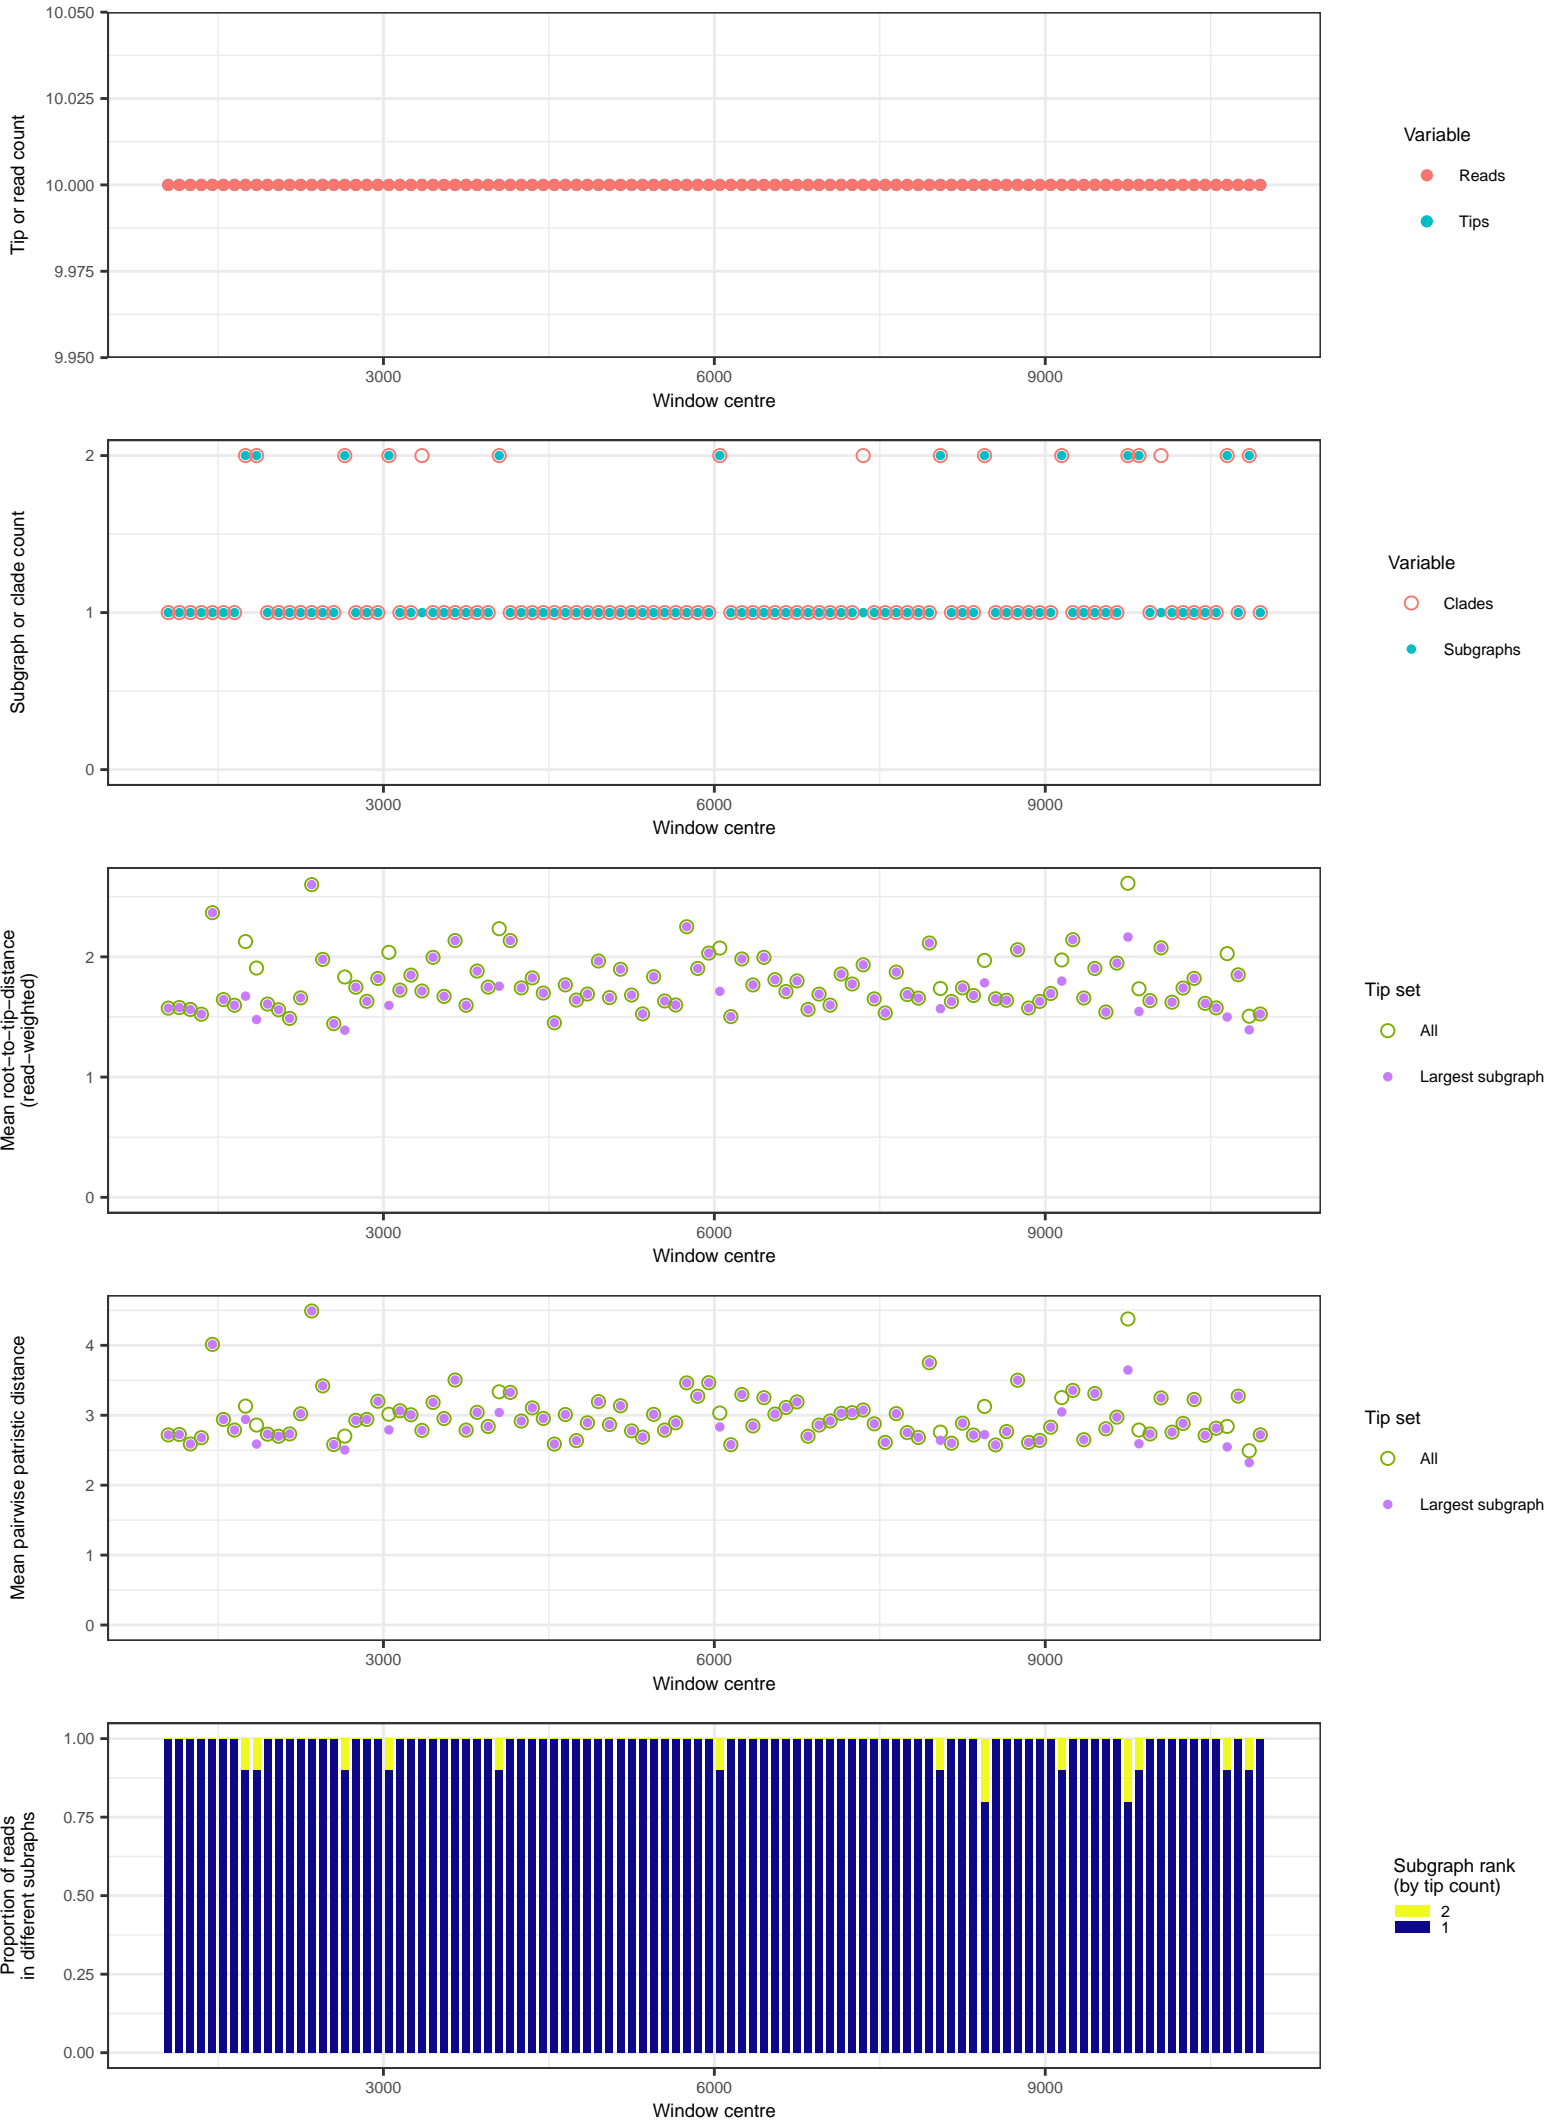 10.050
10.025
10.000
9.975
9.950
Tip or read count
3000
6000
9000
Window centre
Variable
Reads
Tips
2
1
0
Subgraph or clade count
3000
6000
9000
Window centre
Variable
Clades
Subgraphs
2
1
0
Mean root−to−tip−distance
(read−weighted)
3000
6000
9000
Window centre
Tip set
All
Largest subgraph
4
3
2
1
0
Mean pairwise patristic distance
3000
6000
9000
Window centre
Tip set
All
Largest subgraph
1.00
0.75
0.50
0.25
0.00
Proportion of reads
in different subraphs
3000
6000
9000
Window centre
Subgraph rank
(by tip count)
2
1